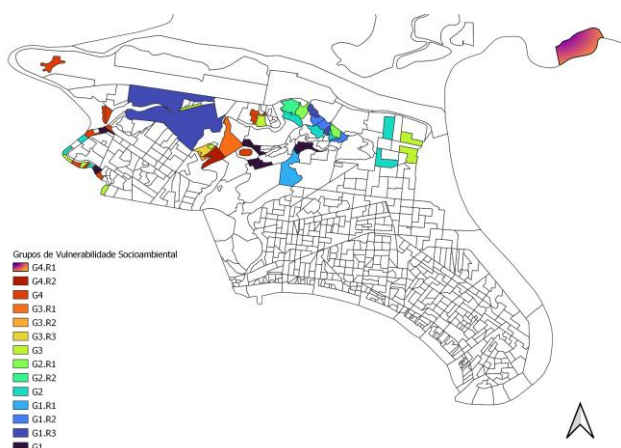 Grupos de Vulnerabilidade Socioambiental
G4.R1
G4.R2
G4
G3.R1
G3.R2
G3.R3
G3
G2.R1
G2.R2
G2
G1.R1
G1.R2
G1.R3
G1